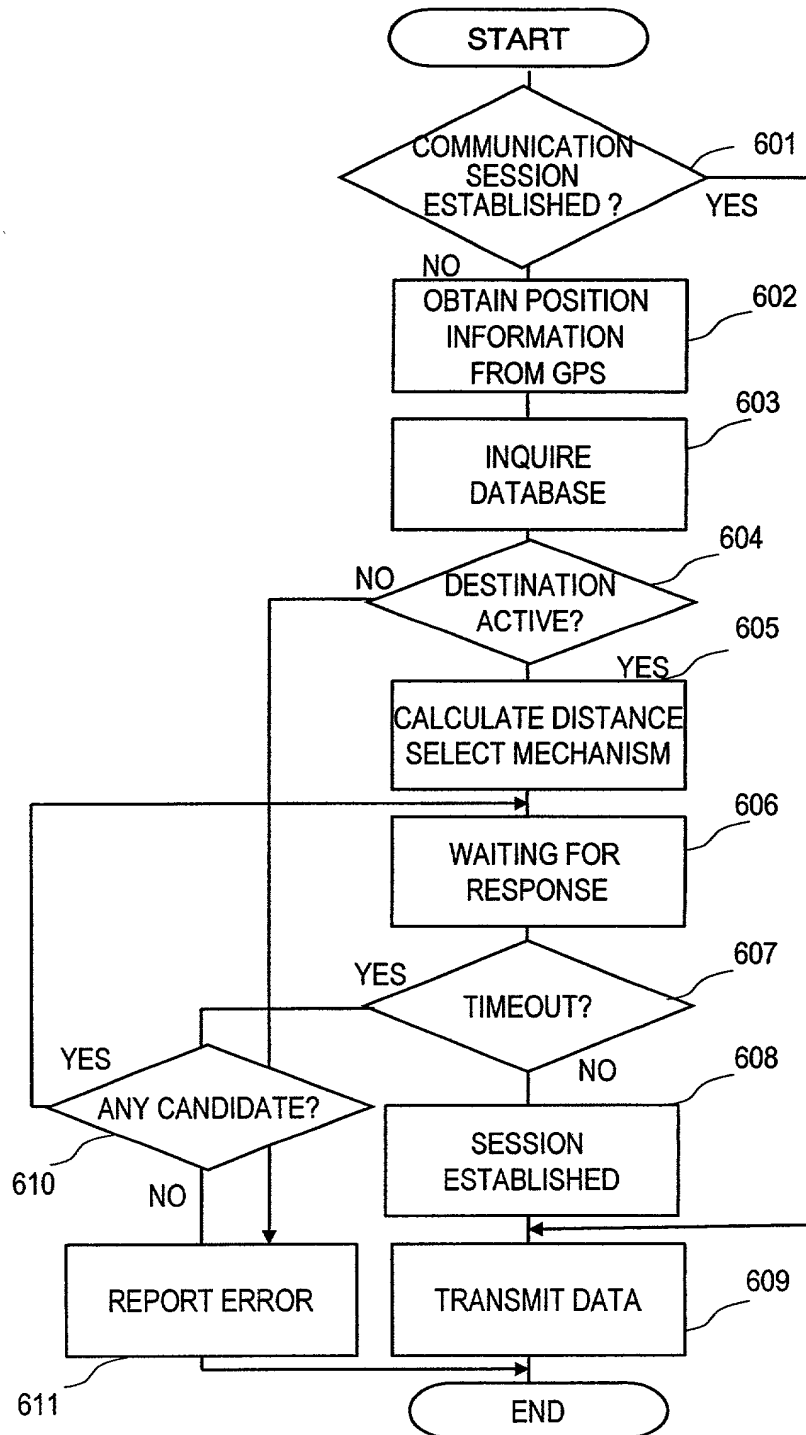 START
COMMUNICATION
SESSION
ESTABLISHED ?
601
YES
NO
OBTAIN POSITION
INFORMATION
FROM GPS
602
603
INQUIRE
DATABASE
604
NO
DESTINATION
ACTIVE?
605
YES
CALCULATE DISTANCE
SELECT MECHANISM
606
WAITING FOR
RESPONSE
607
YES
TIMEOUT?
NO
608
YES
ANY CANDIDATE?
610
NO
SESSION
ESTABLISHED
REPORT ERROR
611
TRANSMIT DATA
609
END